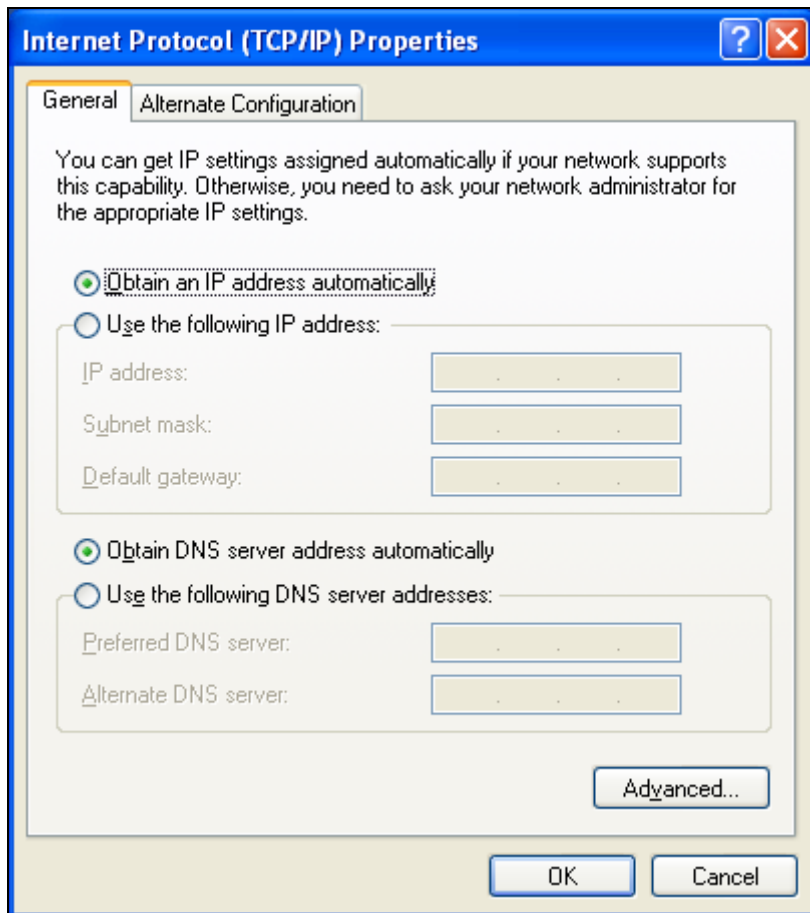 Internet Protocol (TCP/IP) Properties
General
Alternate Configuration
You can get IP settings assigned automatically if your network supports
this capability. Otherwise, you need to ask your network administrator for
the appropriate IP settings.
Obtain an IP address automatically
Use the following IP address:
IP address:
Subnet mask:
Default gateway:
Obtain DNS server address automatically
Use the following DNS server addresses:
Preferred DNS server:
Alternate DNS server:
Advanced...
OK
Cancel